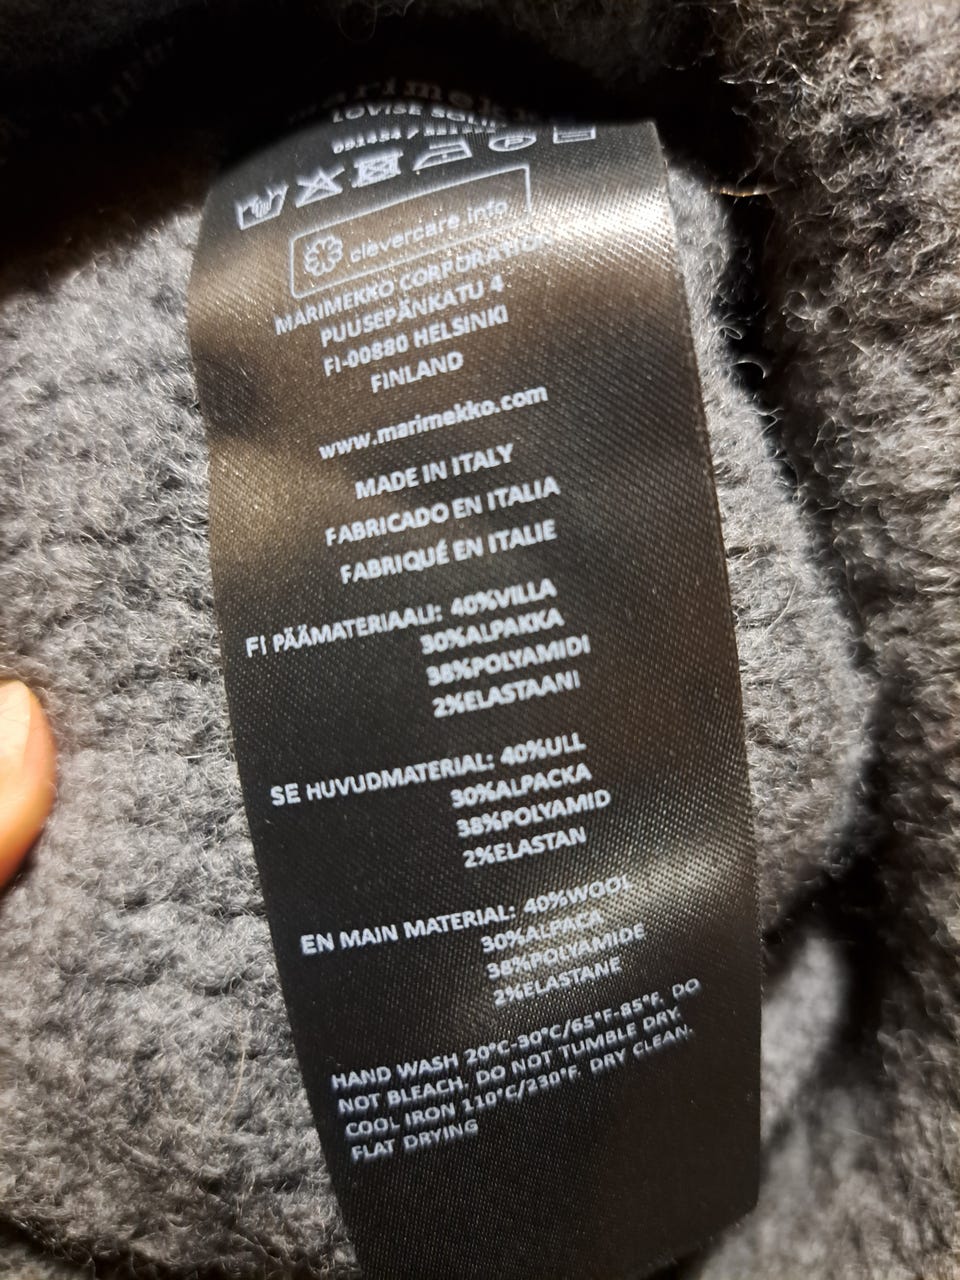 LOVISE SOLID
clevercare.info
MARIMEKKO CORPORATION
PUUSEPÄNKATU 4
FI-00880 HELSINKI
FINLAND
www.marimekko.com
MADE IN ITALY
FABRICADO EN ITALIA
FABRIQUÉ EN ITALIE
FI PÄÄMATERIAALI: 40%VILLA
30%ALPAKKA
38%POLYAMIDI
2%ELASTAANI
SE HUVUDMATERIAL: 40%ULL
30%ALPACKA
38%POLYAMID
2%ELASTAN
EN MAIN MATERIAL: 40%WOOL
30%ALPACA
38%POLYAMIDE
2%ELASTANE
HAND WASH 20°C-30°C/65°F-85°F. DO
NOT BLEACH. DO NOT TUMBLE DRY.
COOL IRON 110°C/230°F. DRY CLEAN.
FLAT DRYING